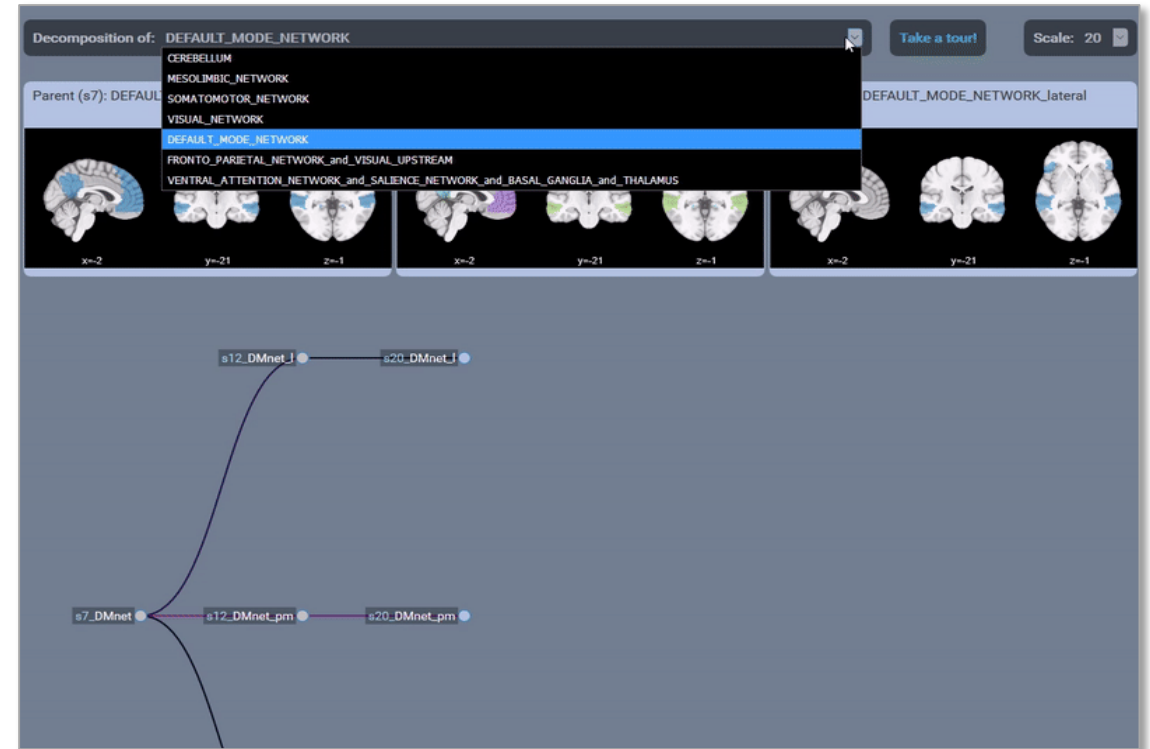 Decomposition of: DEFAULT_MODE_NETWORK
Take a tour!
Scale: 20
CEREBELLUM
MESOLIMBIC_NETWORK
SOMATOMOTOR_NETWORK
VISUAL_NETWORK
DEFAULT_MODE_NETWORK
FRONTO_PARIETAL_NETWORK_and_VISUAL_UPSTREAM
VENTRAL_ATTENTION_NETWORK_and_SALIENCE_NETWORK_and_BASAL_GANGLIA_and_THALAMUS
Parent (s7): DEFAUL
DEFAULT_MODE_NETWORK_lateral
x=-2 y=-21 z=-1
x=-2 y=-21 z=-1
x=-2 y=-21 z=-1
s12_DMnet_l
s20_DMnet_l
s7_DMnet
s12_DMnet_pm
s20_DMnet_pm